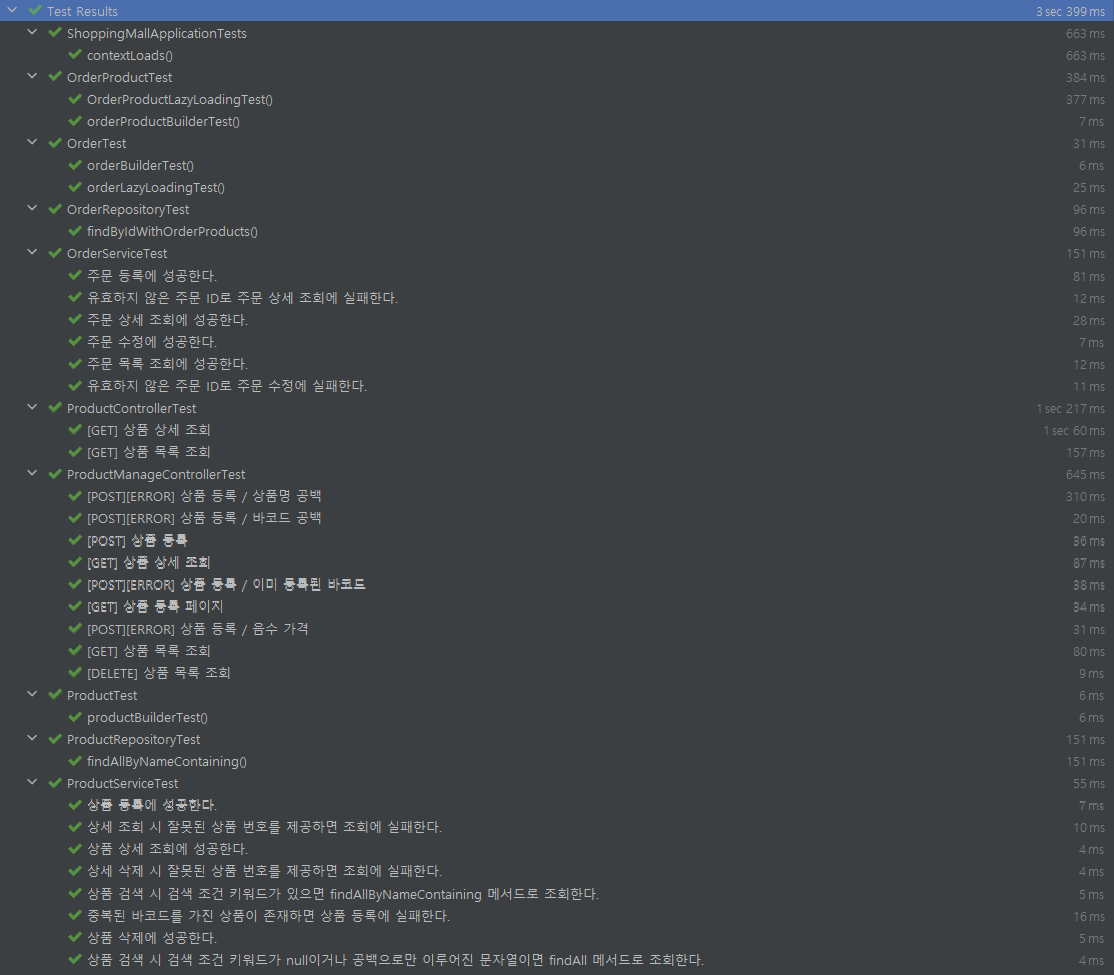 Test Results 3 sec 399 ms
ShoppingMallApplicationTests 663 ms
contextLoads() 663 ms
OrderProductTest 384 ms
OrderProductLazyLoadingTest() 377 ms
orderProductBuilderTest() 7 ms
OrderTest 31 ms
orderBuilderTest() 6 ms
orderLazyLoadingTest() 25 ms
OrderRepositoryTest 96 ms
findByIdWithOrderProducts() 96 ms
OrderServiceTest 151 ms
주문 등록에 성공한다. 81 ms
유효하지 않은 주문 ID로 주문 상세 조회에 실패한다. 12 ms
주문 상세 조회에 성공한다. 28 ms
주문 수정에 성공한다. 7 ms
주문 목록 조회에 성공한다. 12 ms
유효하지 않은 주문 ID로 주문 수정에 실패한다. 11 ms
ProductControllerTest 1 sec 217 ms
[GET] 상품 상세 조회 1 sec 60 ms
[GET] 상품 목록 조회 157 ms
ProductManageControllerTest 645 ms
[POST][ERROR] 상품 등록 / 상품명 공백 310 ms
[POST][ERROR] 상품 등록 / 바코드 공백 20 ms
[POST] 상품 등록 36 ms
[GET] 상품 상세 조회 87 ms
[POST][ERROR] 상품 등록 / 이미 등록된 바코드 38 ms
[GET] 상품 등록 페이지 34 ms
[POST][ERROR] 상품 등록 / 음수 가격 31 ms
[GET] 상품 목록 조회 80 ms
[DELETE] 상품 목록 조회 9 ms
ProductTest 6 ms
productBuilderTest() 6 ms
ProductRepositoryTest 151 ms
findAllByNameContaining() 151 ms
ProductServiceTest 55 ms
상품 등록에 성공한다. 7 ms
상세 조회 시 잘못된 상품 번호를 제공하면 조회에 실패한다. 10 ms
상품 상세 조회에 성공한다. 4 ms
상세 삭제 시 잘못된 상품 번호를 제공하면 조회에 실패한다. 4 ms
상품 검색 시 검색 조건 키워드가 있으면 findAllByNameContaining 메서드로 조회한다. 5 ms
중복된 바코드를 가진 상품이 존재하면 상품 등록에 실패한다. 16 ms
상품 삭제에 성공한다. 5 ms
상품 검색 시 검색 조건 키워드가 null이거나 공백으로만 이루어진 문자열이면 findAll 메서드로 조회한다. 4 ms